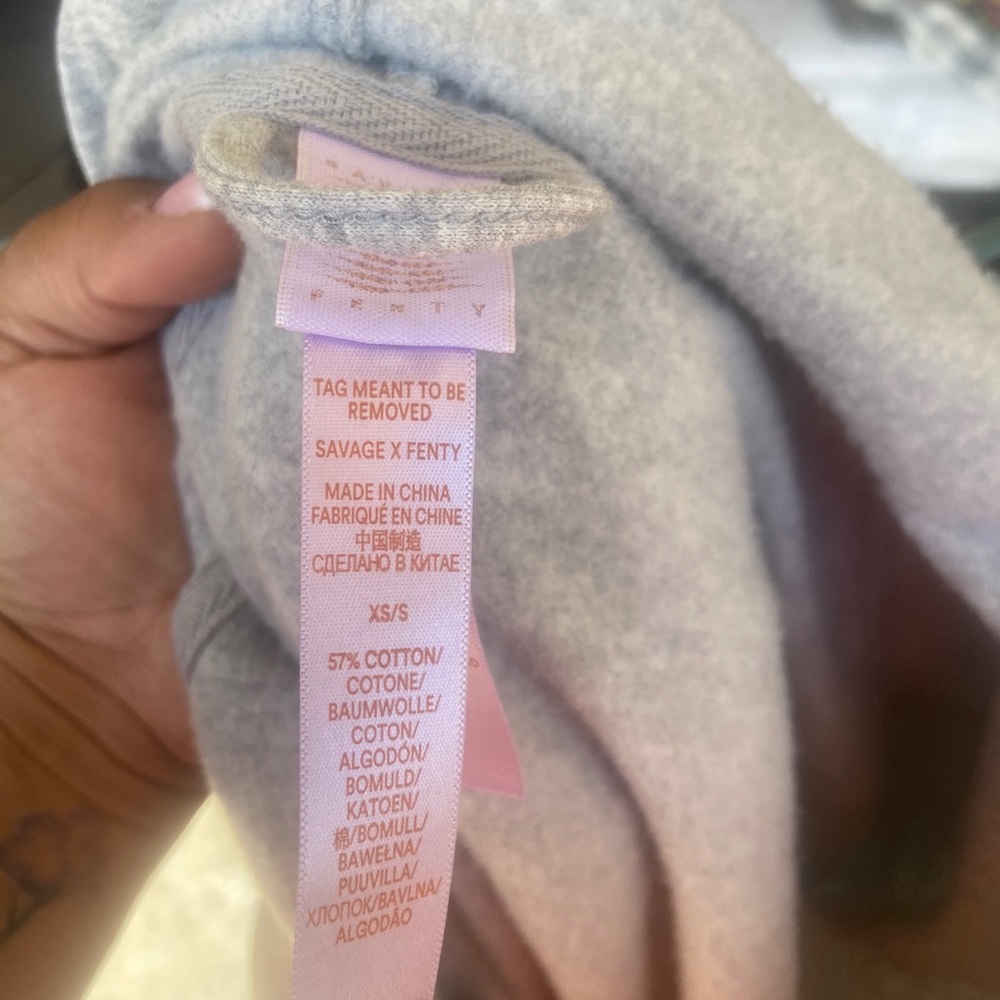 FENTY
TAG MEANT TO BE
REMOVED
SAVAGE X FENTY
MADE IN CHINA
FABRIQUÉ EN CHINE
中国制造
СДЕЛАНО В КИТАЕ
XS/S
57% COTTON/
COTONE/
BAUMWOLLE/
COTON/
ALGODÓN/
BOMULD/
KATOEN/
棉/BOMULL/
BAWEŁNA/
PUUVILLA/
ХЛОПОК/BAVLNA/
ALGODÃO